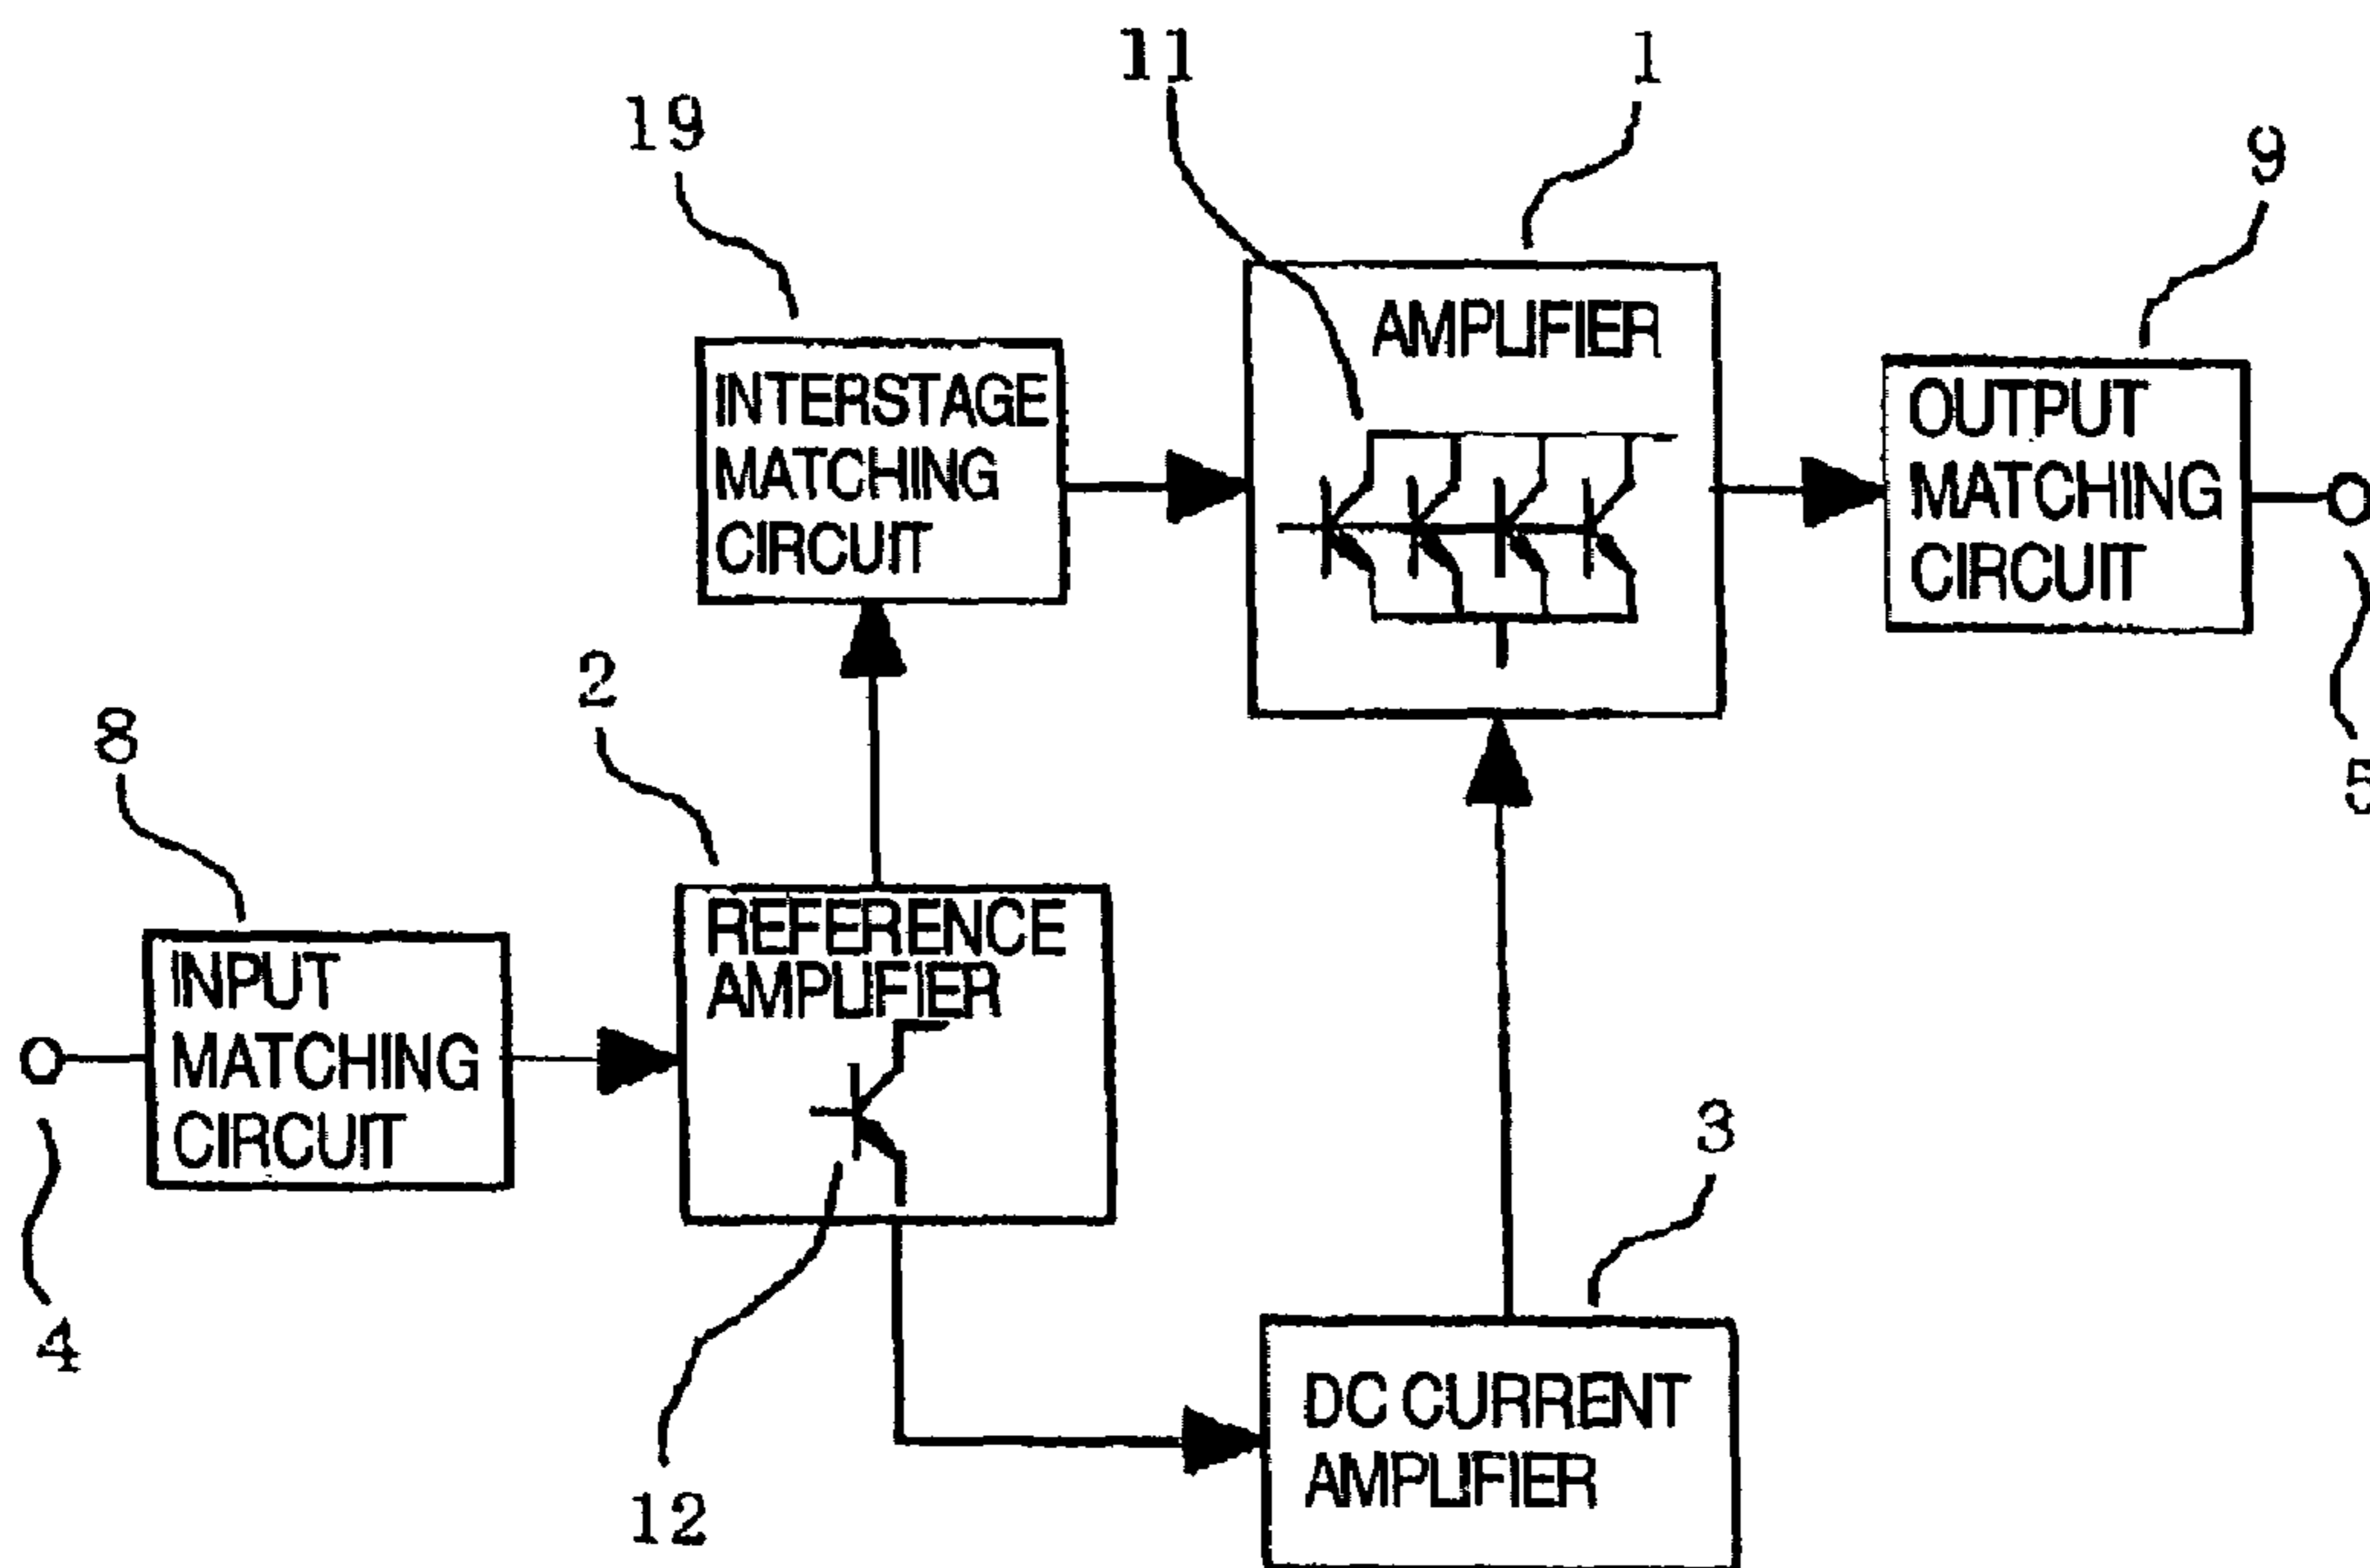 11
1
19
9
AMPLIFIER
INTERSTAGE
MATCHING
CIRCUIT
OUTPUT
MATCHING
CIRCUIT
2
8
5
REFERENCE
AMPLIFIER
INPUT
MATCHING
CIRCUIT
3
4
DC CURRENT
AMPLIFIER
12